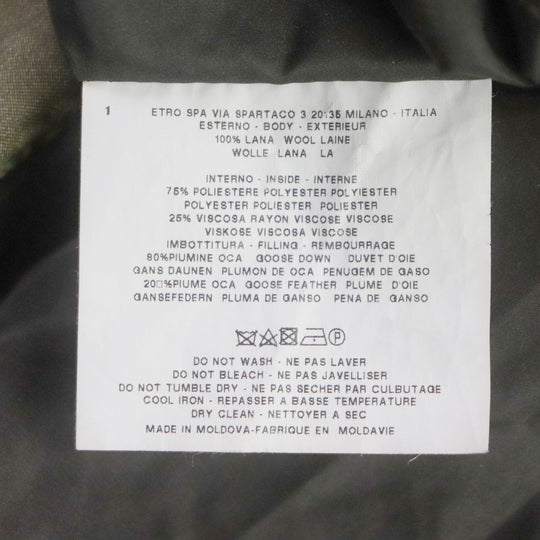 1 ETRO SPA VIA SPARTACO 3 20135 MILANO - ITALIA
ESTERNO - BODY - EXTERIEUR
100% LANA WOOL LAINE
WOLLE LANA LA
INTERNO - INSIDE - INTERNE
75% POLIESTERE POLYESTER POLYIESTER
POLYESTER POLIESTER POLIESTER
25% VISCOSA RAYON VISCOSE VISCOSE
VISKOSE VISCOSA VISCOSE
IMBOTTITURA - FILLING - REMBOURRAGE
80%PIUMINE OCA GOOSE DOWN DUVET D'OIE
GANS DAUNEN PLUMON DE OCA PENUGEM DE GASO
20□%PIUME OCA GOOSE FEATHER PLUME D'OIE
GANSEFEDERN PLUMA DE GANSO PENA DE GANSO
P
DO NOT WASH - NE PAS LAVER
DO NOT BLEACH - NE PAS JAVELLISER
DO NOT TUMBLE DRY - NE PAS SECHER PAR CULBUTAGE
COOL IRON - REPASSER A BASSE TEMPERATURE
DRY CLEAN - NETTOYER A SEC
MADE IN MOLDOVA-FABRIQUE EN MOLDAVIE